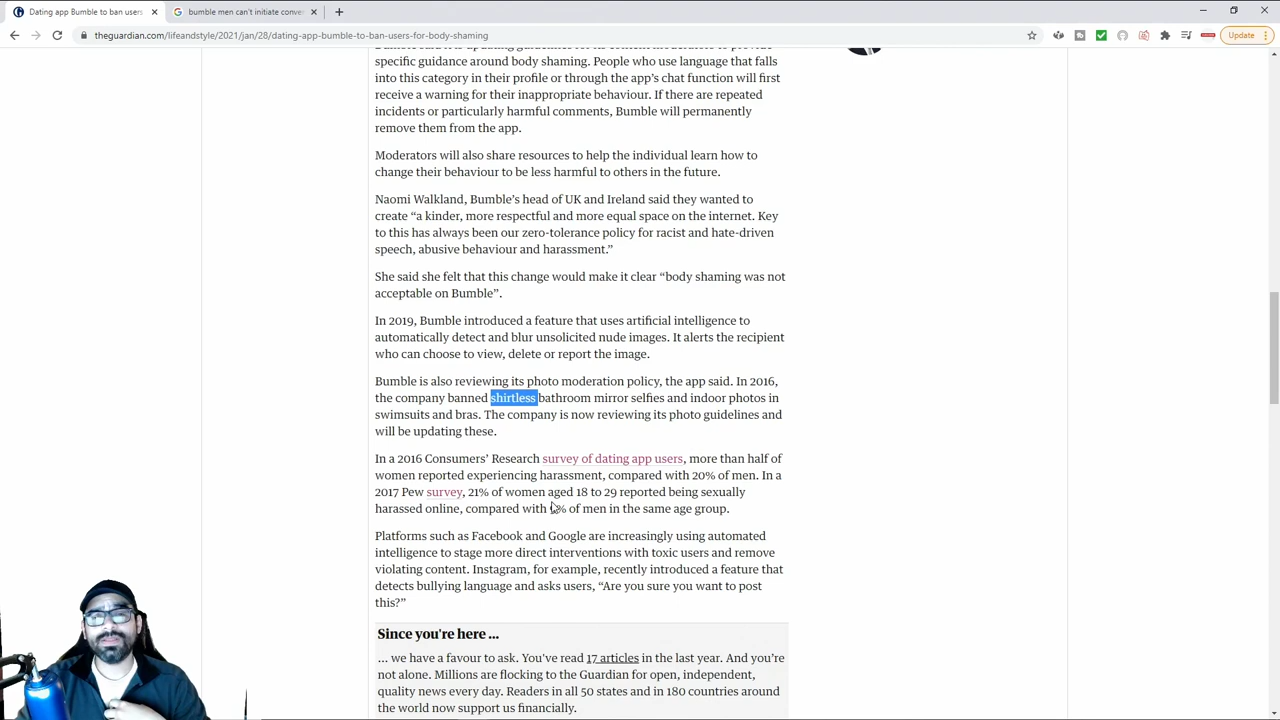 Dating app Bumble to ban users
bumble men can't initiate conver
theguardian.com/lifeandstyle/2021/jan/28/dating-app-bumble-to-ban-users-for-body-shaming
Update
specific guidance around body shaming. People who use language that falls
into this category in their profile or through the app's chat function will first
receive a warning for their inappropriate behaviour. If there are repeated
incidents or particularly harmful comments, Bumble will permanently
remove them from the app.
Moderators will also share resources to help the individual learn how to
change their behaviour to be less harmful to others in the future.
Naomi Walkland, Bumble's head of UK and Ireland said they wanted to
create “a kinder, more respectful and more equal space on the internet. Key
to this has always been our zero-tolerance policy for racist and hate-driven
speech, abusive behaviour and harassment.”
She said she felt that this change would make it clear “body shaming was not
acceptable on Bumble”.
In 2019, Bumble introduced a feature that uses artificial intelligence to
automatically detect and blur unsolicited nude images. It alerts the recipient
who can choose to view, delete or report the image.
Bumble is also reviewing its photo moderation policy, the app said. In 2016,
the company banned shirtless bathroom mirror selfies and indoor photos in
swimsuits and bras. The company is now reviewing its photo guidelines and
will be updating these.
In a 2016 Consumers' Research survey of dating app users, more than half of
women reported experiencing harassment, compared with 20% of men. In a
2017 Pew survey, 21% of women aged 18 to 29 reported being sexually
harassed online, compared with % of men in the same age group.
Platforms such as Facebook and Google are increasingly using automated
intelligence to stage more direct interventions with toxic users and remove
violating content. Instagram, for example, recently introduced a feature that
detects bullying language and asks users, “Are you sure you want to post
this?”
Since you're here ...
... we have a favour to ask. You've read 17 articles in the last year. And you're
not alone. Millions are flocking to the Guardian for open, independent,
quality news every day. Readers in all 50 states and in 180 countries around
the world now support us financially.